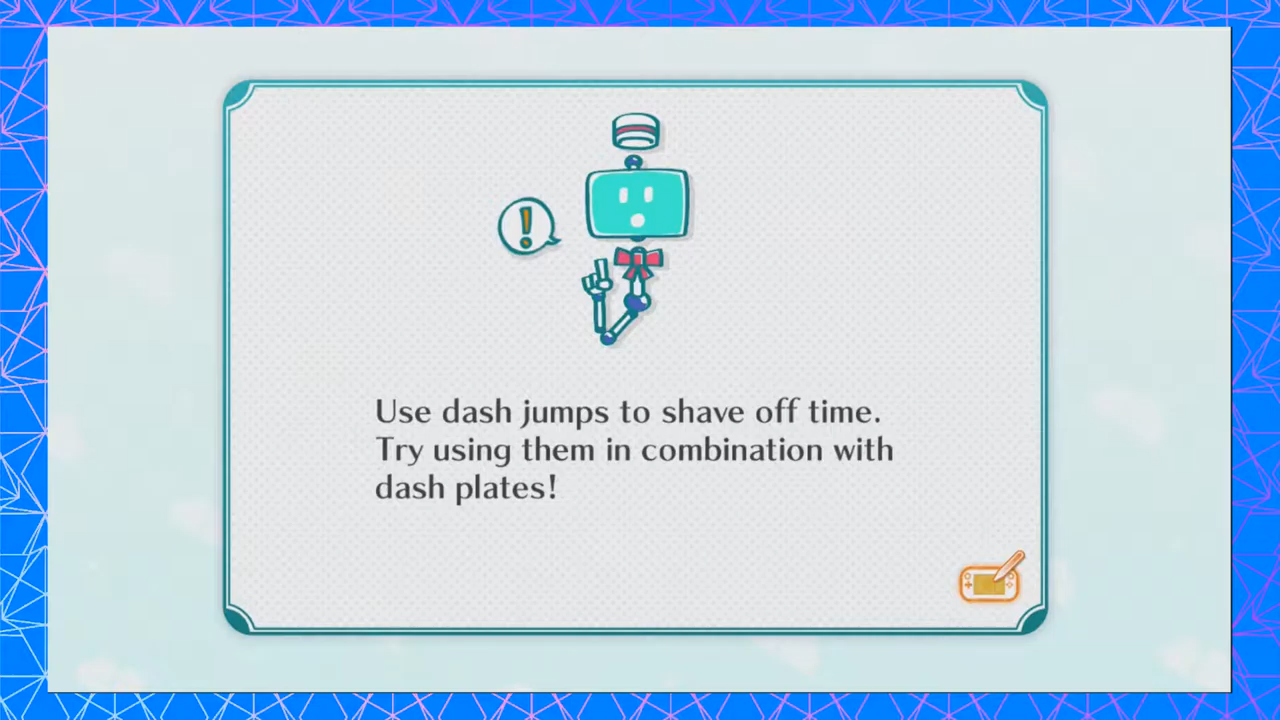 !
Use dash jumps to shave off time.
Try using them in combination with
dash plates!